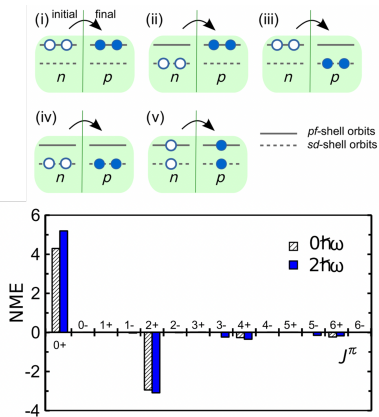 (i) initial final
n p
(ii)
n p
(iii)
n p
(iv)
n p
(v)
n p
pf-shell orbits
sd-shell orbits
6
4
2
0
-2
-4
NME
0ħω
2ħω
0+ 0- 1+ 1- 2+ 2- 3+ 3- 4+ 4- 5+ 5- 6+ 6-
J^π